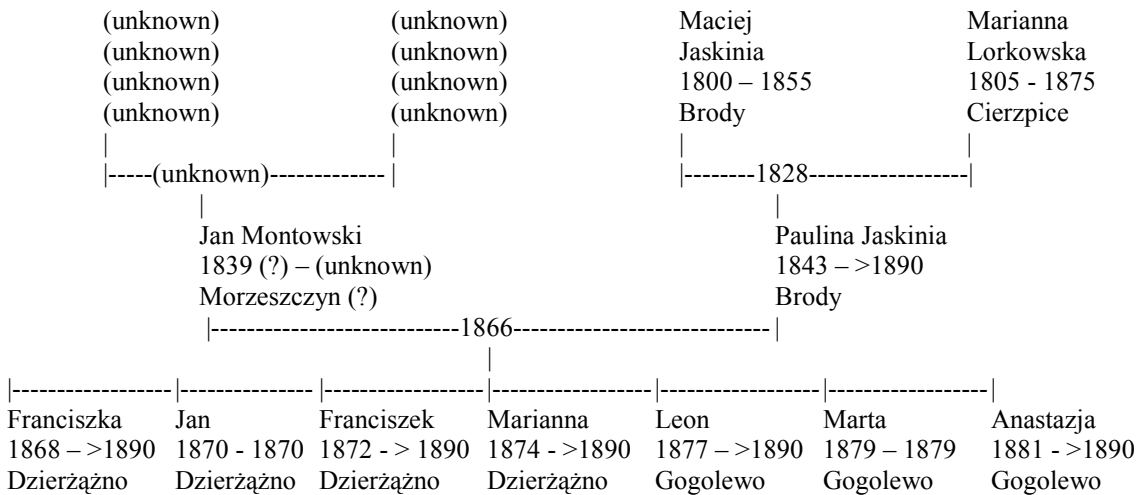 (unknown) (unknown) Maciej Marianna
(unknown) (unknown) Jaskinia Lorkowska
(unknown) (unknown) 1800 – 1855 1805 - 1875
(unknown) (unknown) Brody Cierzpice
| | | |
|-----(unknown)------------- | |--------1828------------------|
| |
Jan Montowski Paulina Jaskinia
1839 (?) – (unknown) 1843 – >1890
Morzeszczyn (?) Brody
|----------------------------1866----------------------------- |
|
|------------------ |--------------- |------------------|------------------ |------------------|------------------|
Franciszka Jan Franciszek Marianna Leon Marta Anastazja
1868 – >1890 1870 - 1870 1872 - > 1890 1874 - >1890 1877 – >1890 1879 – 1879 1881 - >1890
Dzierżążno Dzierżążno Dzierżążno Dzierżążno Gogolewo Gogolewo Gogolewo